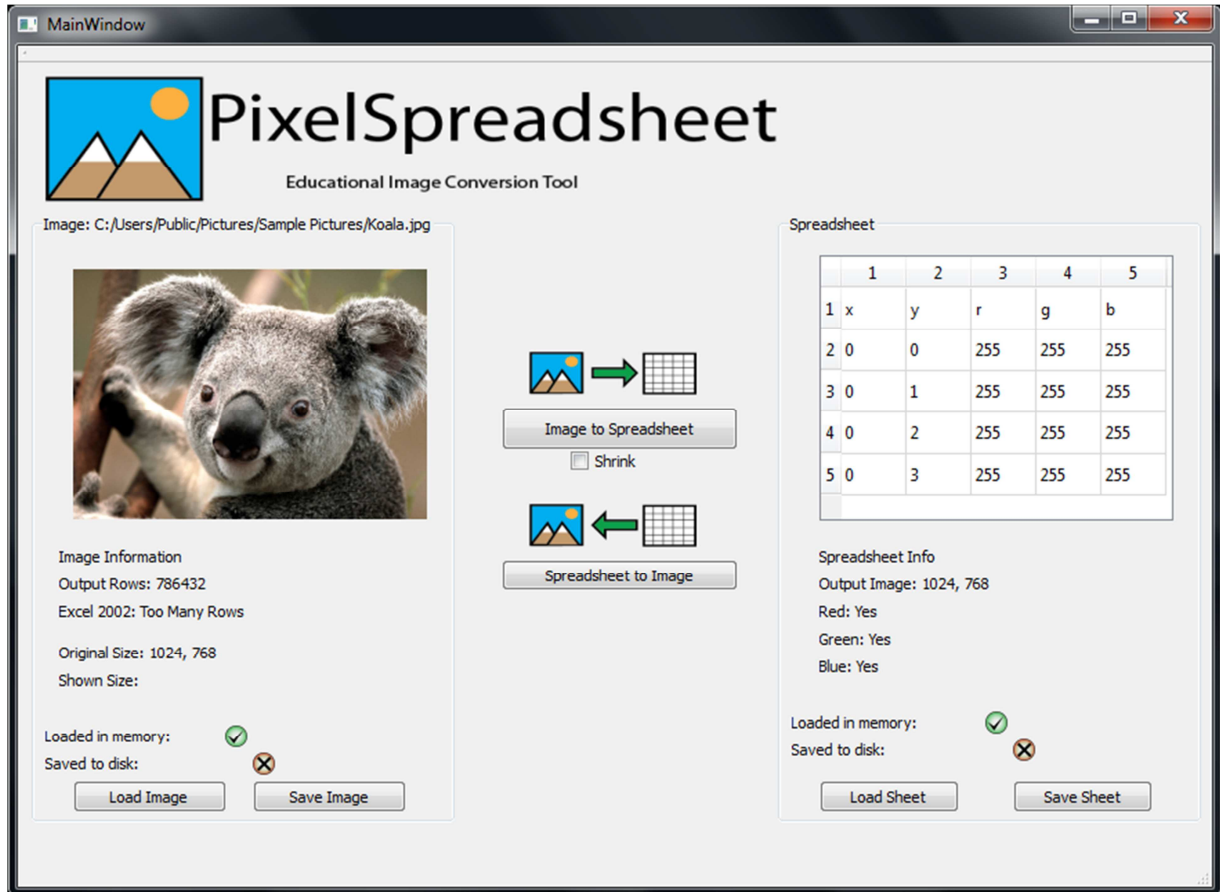 MainWindow
PixelSpreadsheet
Educational Image Conversion Tool
Image: C:/Users/Public/Pictures/Sample Pictures/Koala.jpg
Image Information
Output Rows: 786432
Excel 2002: Too Many Rows
Original Size: 1024, 768
Shown Size:
Loaded in memory:
Saved to disk:
Load Image Save Image
Image to Spreadsheet
Shrink
Spreadsheet to Image
Spreadsheet
1 2 3 4 5
1 x y r g b
2 0 0 255 255 255
3 0 1 255 255 255
4 0 2 255 255 255
5 0 3 255 255 255
Spreadsheet Info
Output Image: 1024, 768
Red: Yes
Green: Yes
Blue: Yes
Loaded in memory:
Saved to disk:
Load Sheet Save Sheet